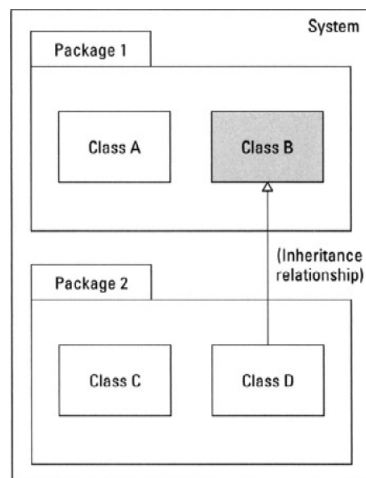 System
Package 1
Class A
Class B
(Inheritance
relationship)
Package 2
Class C
Class D